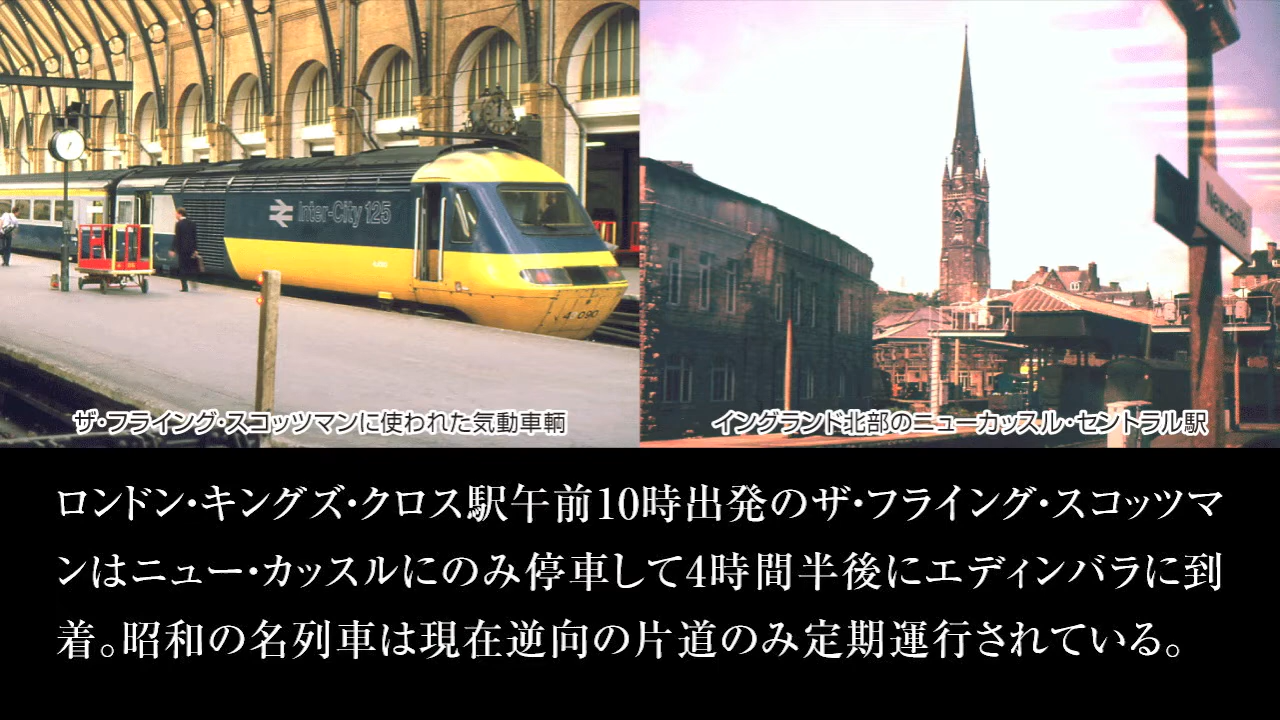 Inter-City 125
Newcastle
ザ・フライング・スコッツマンに使われた気動車輌
イングランド北部のニューカッスル・セントラル駅
ロンドン・キングズ・クロス駅午前10時出発のザ・フライング・スコッツマ
ンはニュー・カッスルにのみ停車して4時間半後にエディンバラに到
着。昭和の名列車は現在逆向の片道のみ定期運行されている。